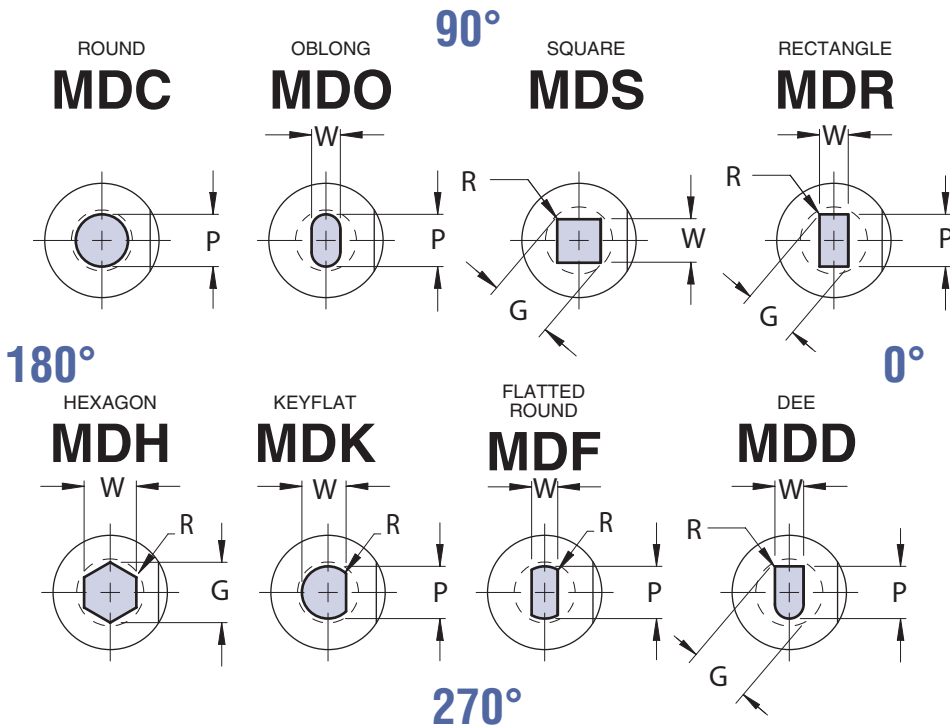 90°
ROUND
MDC
P
OBLONG
MDO
W
P
SQUARE
MDS
R
W
G
RECTANGLE
MDR
W
R
P
G
180°
0°
HEXAGON
MDH
W
R
G
KEYFLAT
MDK
W
R
P
FLATTED
ROUND
MDF
W
R
P
DEE
MDD
W
R
P
G
270°